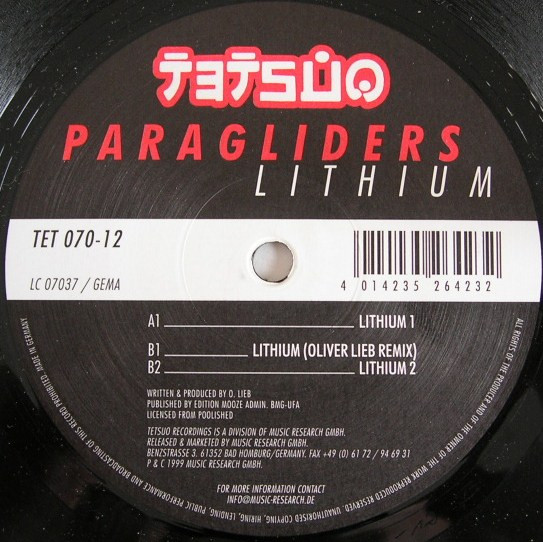 TETSUO
PARAGLIDERS
LITHIUM
TET 070-12
LC 07037 / GEMA
4 014235 264232
A1 LITHIUM 1
B1 LITHIUM (OLIVER LIEB REMIX)
B2 LITHIUM 2
WRITTEN & PRODUCED BY O. LIEB
PUBLISHED BY EDITION MOOZE ADMIN. BMG-UFA
LICENSED FROM POOLISHED
TETSUO RECORDINGS IS A DIVISION OF MUSIC RESEARCH GMBH.
RELEASED & MARKETED BY MUSIC RESEARCH GMBH.
BENZSTRASSE 3. 61352 BAD HOMBURG/GERMANY. FAX +49 (0) 61 72 / 94 69 31
P & C 1999 MUSIC RESEARCH GMBH.
FOR MORE INFORMATION CONTACT
INFO@MUSIC-RESEARCH.DE
ALL RIGHTS OF THE PRODUCER AND OF THE OWNER OF THE WORK REPRODUCED RESERVED. UNAUTHORISED COPYING, HIRING, LENDING, PUBLIC PERFORMANCE AND BROADCASTING OF THIS RECORD PROHIBITED. MADE IN GERMANY